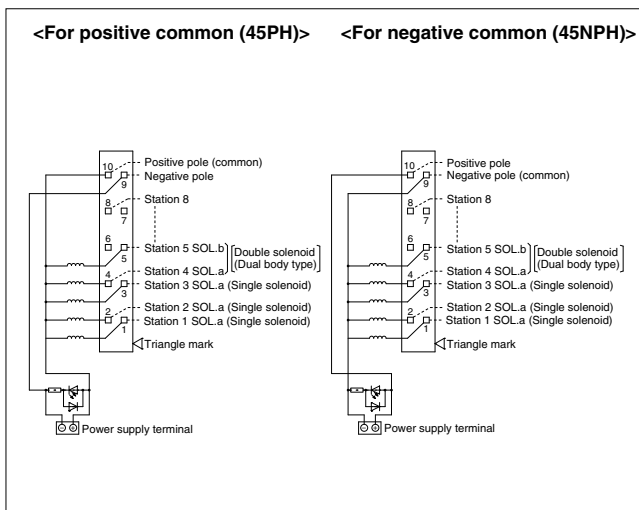 <For positive common (45PH)>
10
9
Positive pole (common)
Negative pole
8
7
Station 8
6
5
Station 5 SOL.b
Station 4 SOL.a
Double solenoid
(Dual body type)
4
3
Station 3 SOL.a (Single solenoid)
2
1
Station 2 SOL.a (Single solenoid)
Station 1 SOL.a (Single solenoid)
Triangle mark
⊖ ⊕ Power supply terminal
<For negative common (45NPH)>
10
9
Positive pole
Negative pole (common)
8
7
Station 8
6
5
Station 5 SOL.b
Station 4 SOL.a
Double solenoid
(Dual body type)
4
3
Station 3 SOL.a (Single solenoid)
2
1
Station 2 SOL.a (Single solenoid)
Station 1 SOL.a (Single solenoid)
Triangle mark
⊖ ⊕ Power supply terminal